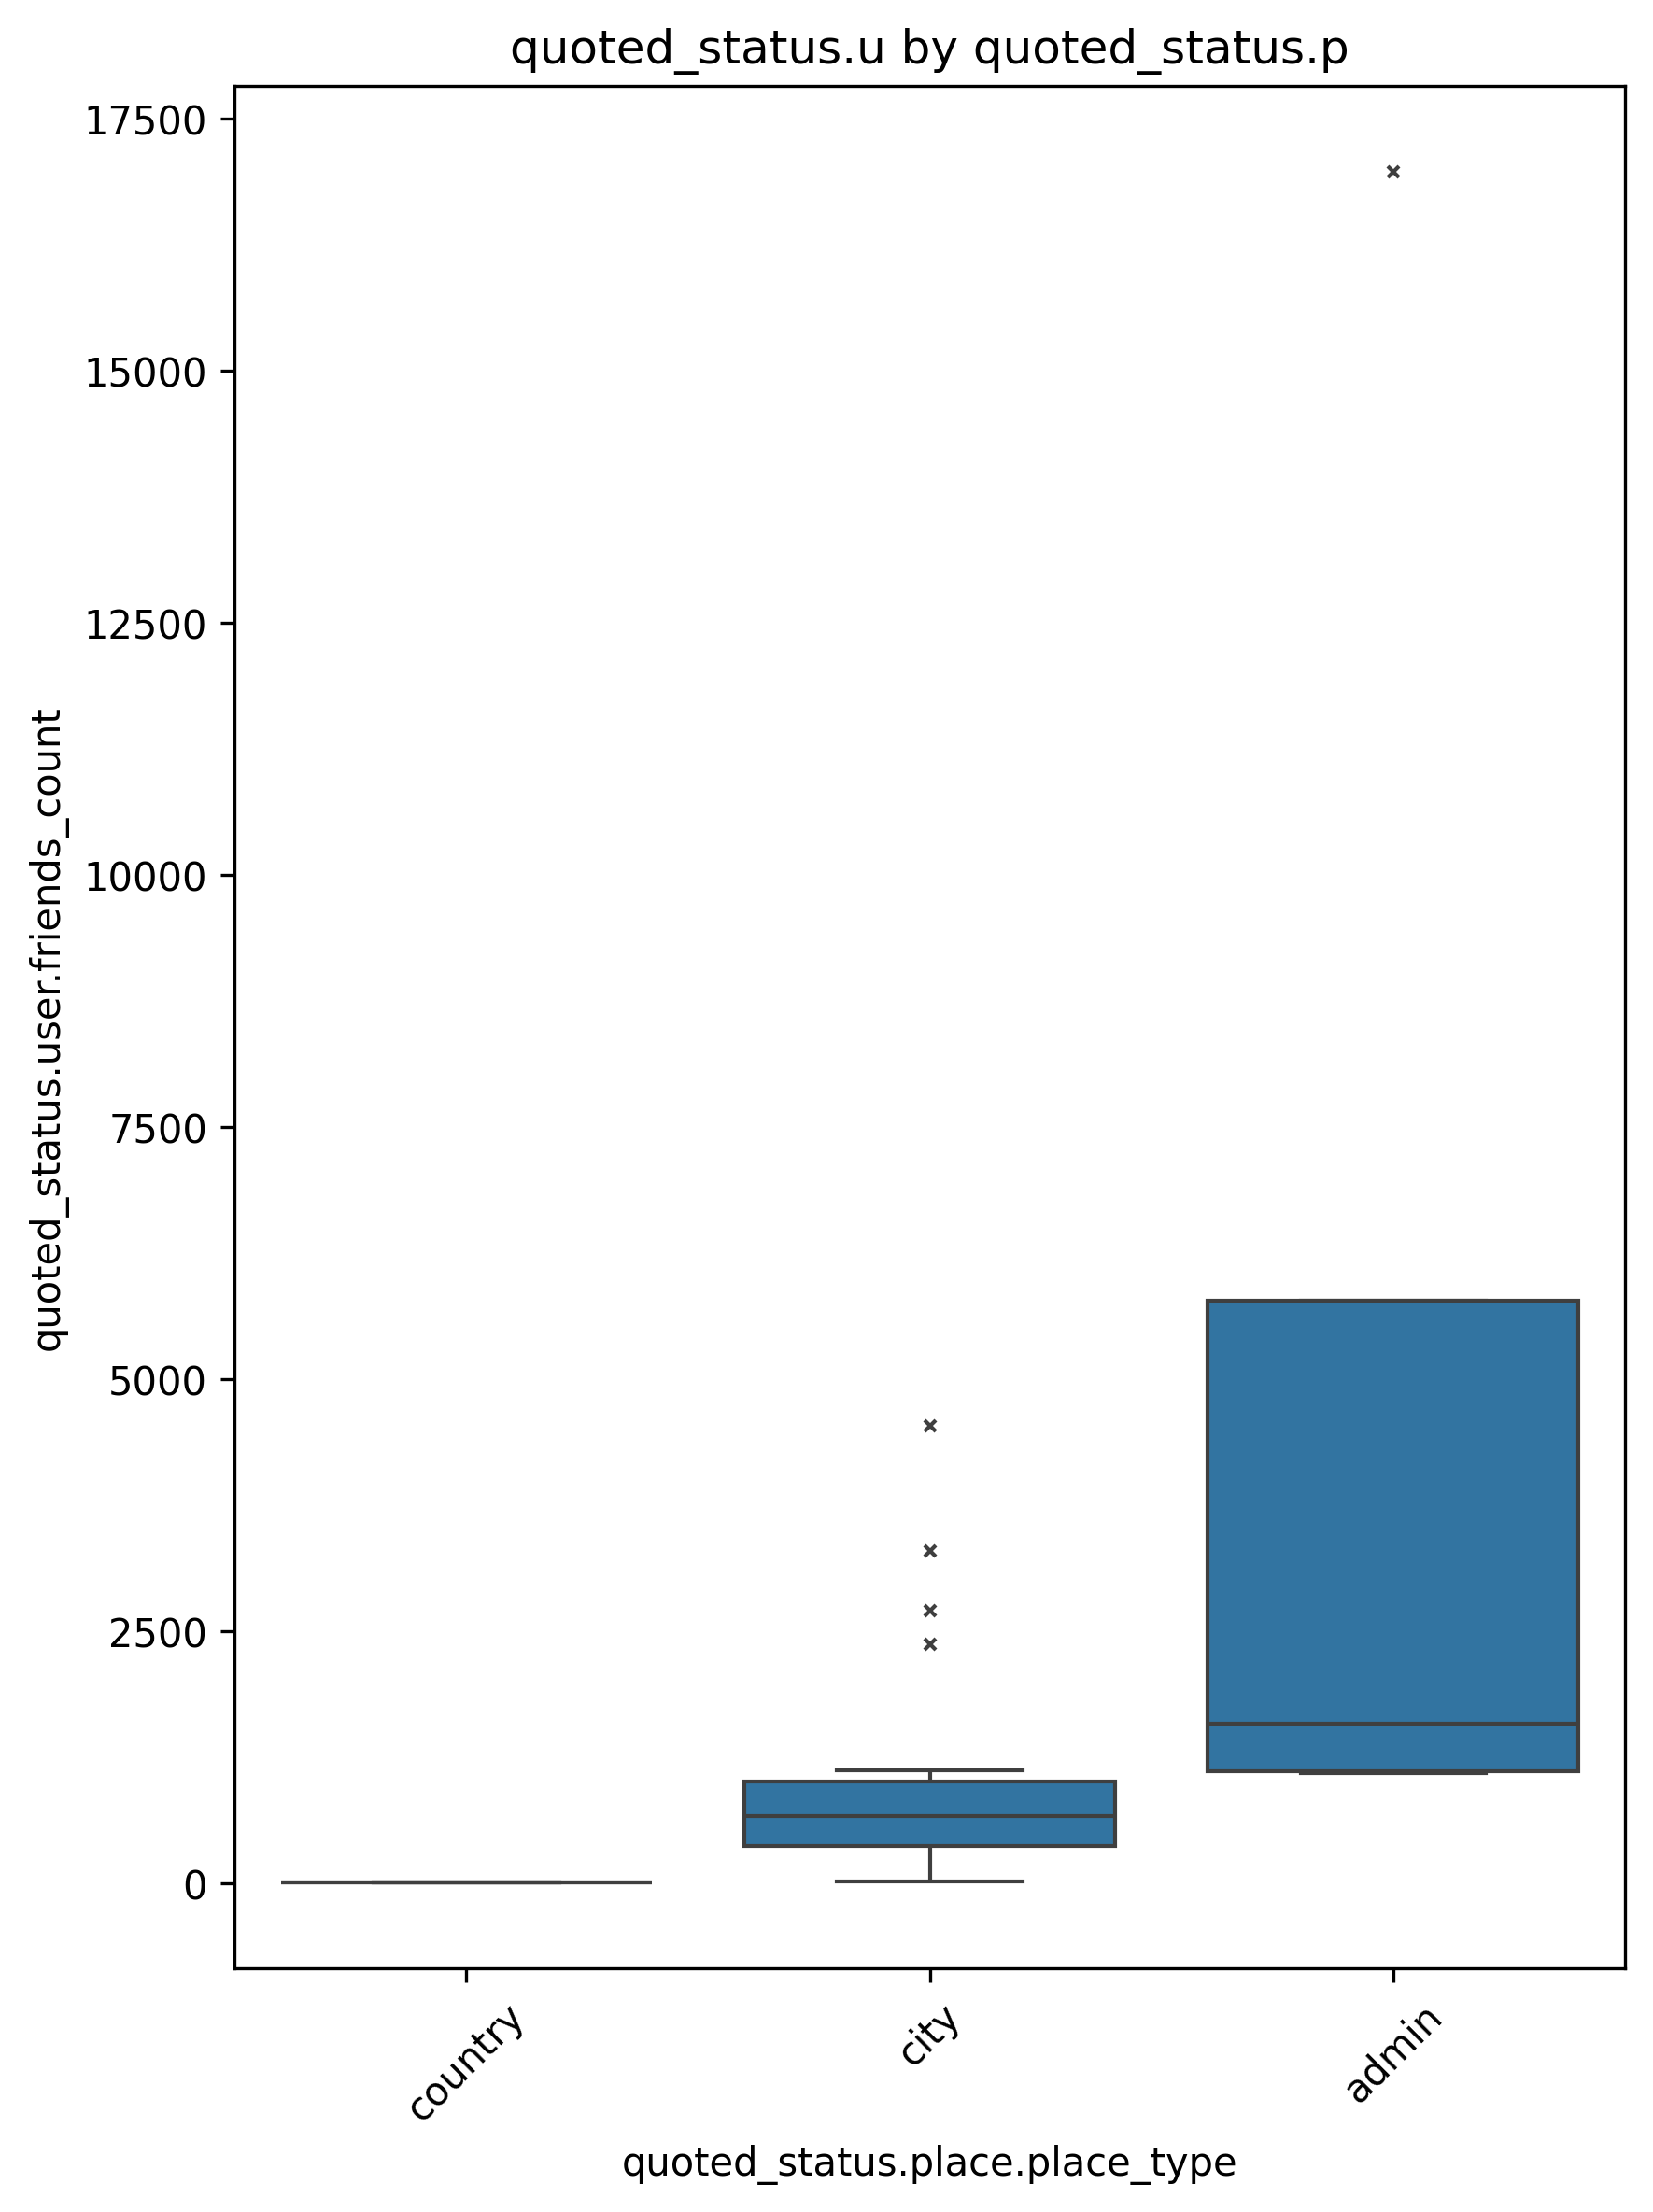 quoted_status.u by quoted_status.p
17500
15000
12500
10000
7500
5000
2500
0
quoted_status.user.friends_count
country
city
admin
quoted_status.place.place_type